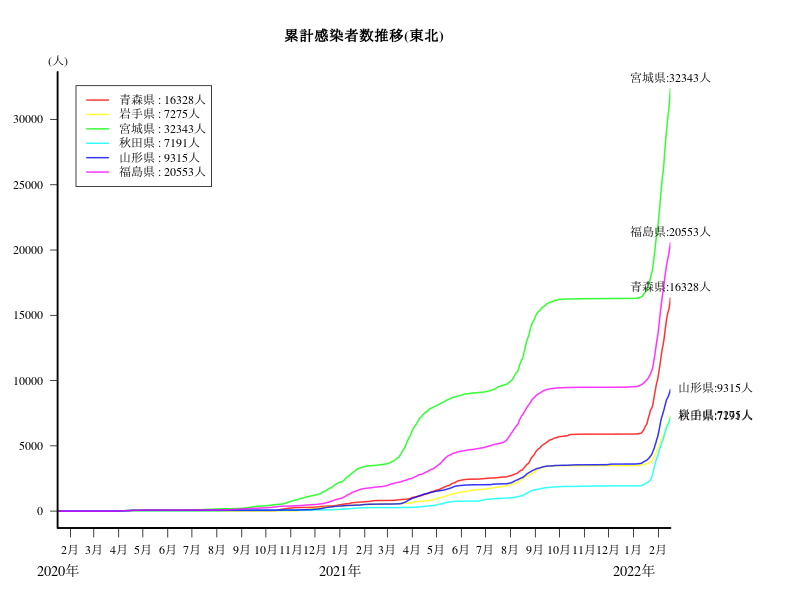 累計感染者数推移(東北)
(人)
青森県 : 16328人
岩手県 : 7275人
宮城県 : 32343人
秋田県 : 7191人
山形県 : 9315人
福島県 : 20553人
宮城県:32343人
福島県:20553人
青森県:16328人
山形県:9315人
秋田県:7191人
30000
25000
20000
15000
10000
5000
0
2月 3月 4月 5月 6月 7月 8月 9月 10月 11月 12月 1月 2月 3月 4月 5月 6月 7月 8月 9月 10月 11月 12月 1月 2月
2020年 2021年 2022年